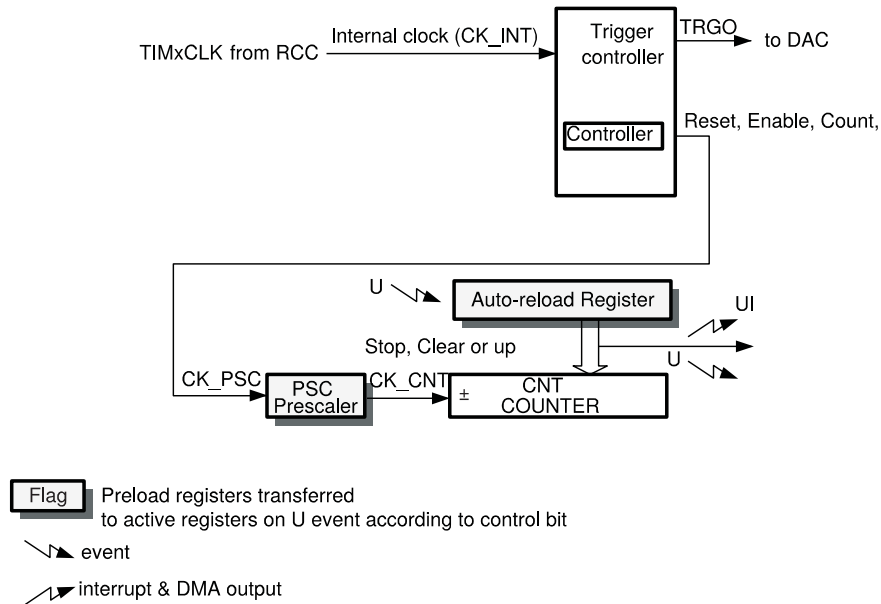 TIMxCLK from RCC
Internal clock (CK_INT)
Trigger
controller
TRGO
to DAC
Controller
Reset, Enable, Count,
U
Auto-reload Register
UI
Stop, Clear or up
U
CK_PSC
PSC
Prescaler
CK_CNT
±
CNT
COUNTER
Flag
Preload registers transferred
to active registers on U event according to control bit
event
interrupt & DMA output